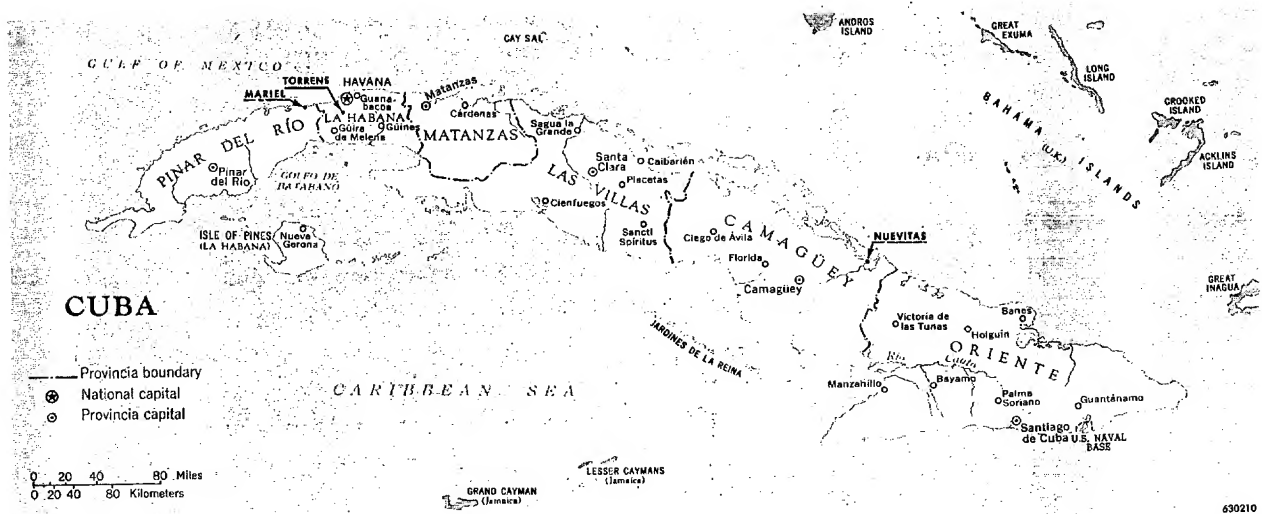 ANDROS
ISLAND
GREAT
EXUMA
CAY SAL
GULF OF MEXICO
LONG
ISLAND
TORRENS
HAVANA
MARIEL
Guana-
bacoa
Matanzas
Cárdenas
BAHAMA ISLANDS
(U.K.)
CROOKED
ISLAND
ACKLINS
ISLAND
LA HABANA
Güira
de Melena
Güines
MATANZAS
Sagua la
Grande
PINAR DEL RÍO
Pinar
del Río
GOLFO DE
BATABANÓ
Santa
Clara
Caibarién
Placetas
LAS VILLAS
Cienfuegos
Sancti
Spíritus
ISLE OF PINES
(LA HABANA)
Nueva
Gerona
CAMAGÜEY
Ciego de Ávila
NUEVITAS
Florida
Camagüey
GREAT
INAGUA
CUBA
Victoria de
las Tunas
Banes
Holguín
JARDINES DE LA REINA
ORIENTE
Río Cauto
Provincia boundary
National capital
Provincia capital
CARIBBEAN SEA
Manzanillo
Bayamo
Palma
Soriano
Guantánamo
Santiago
de Cuba
U.S. NAVAL
BASE
0 20 40 80 Miles
0 20 40 80 Kilometers
LESSER CAYMANS
(Jamaica)
GRAND CAYMAN
(Jamaica)
630210